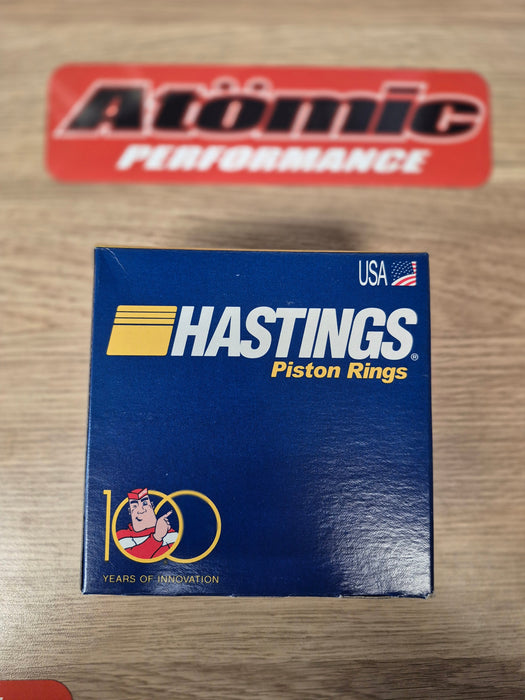 Atömic
PERFORMANCE
USA
HASTINGS®
Piston Rings
100
YEARS OF INNOVATION